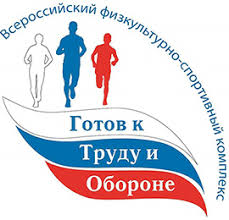 Всероссийский физкультурно-спортивный комплекс
Готов к
Труду и
Обороне